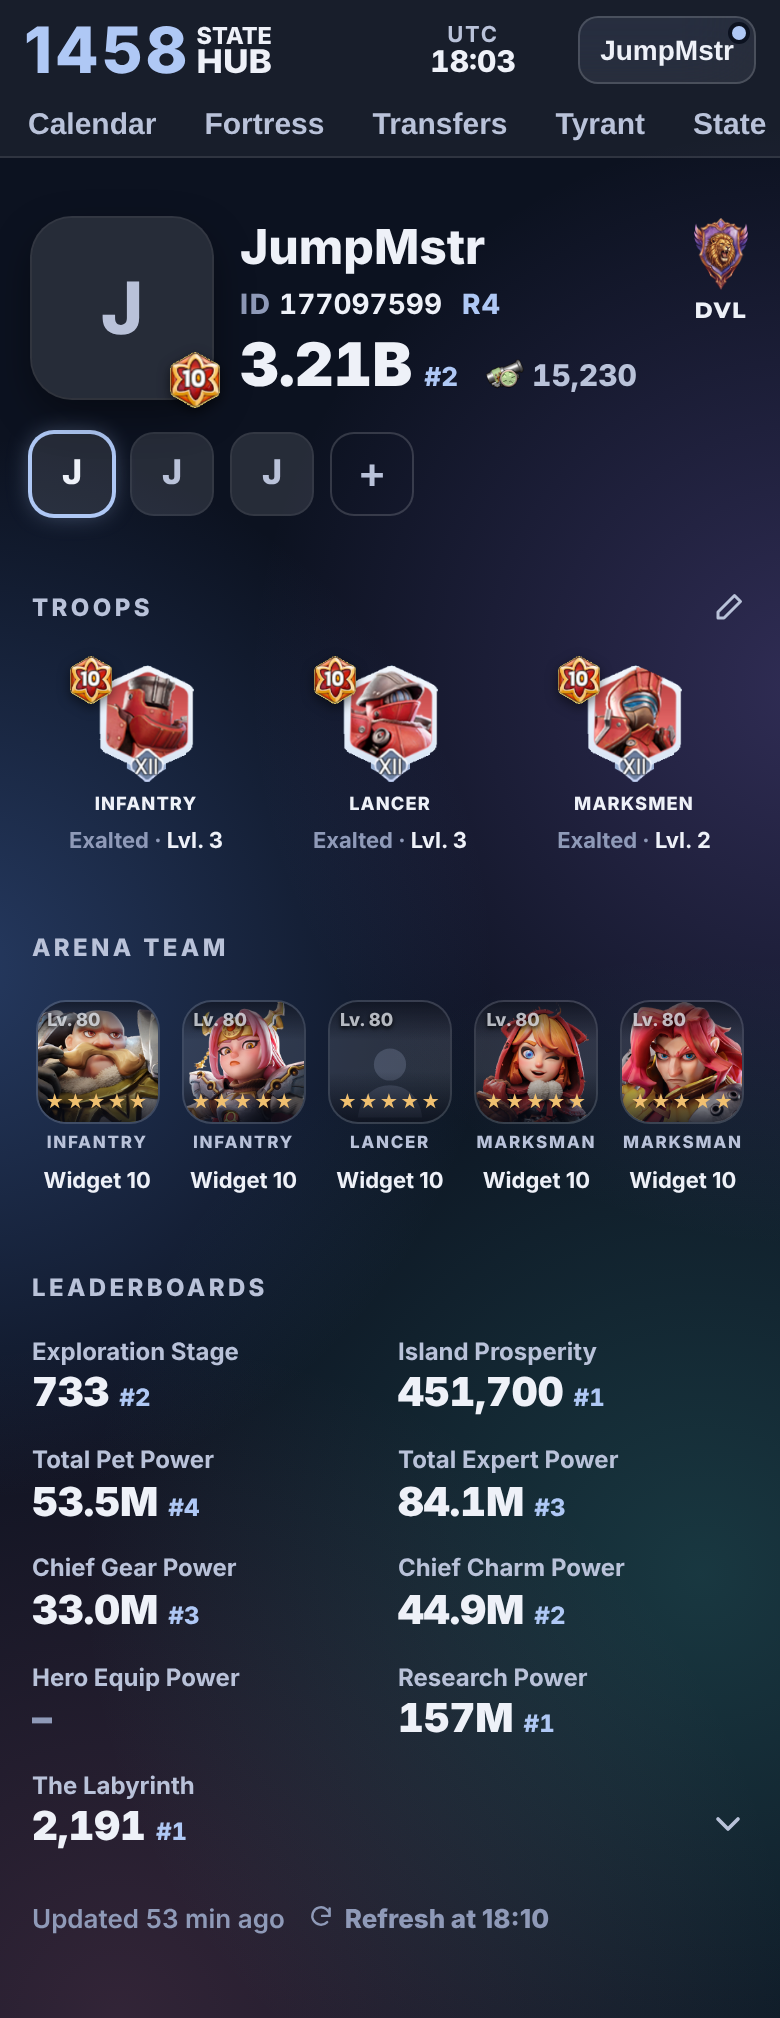 1458 STATE HUB
UTC
18:03
JumpMstr
Calendar Fortress Transfers Tyrant State
J
10
JumpMstr
ID 177097599 R4
3.21B #2 15,230
DVL
J J J +
TROOPS
10 10 10
XII XII XII
INFANTRY LANCER MARKSMEN
Exalted · Lvl. 3 Exalted · Lvl. 3 Exalted · Lvl. 2
ARENA TEAM
Lv. 80 Lv. 80 Lv. 80 Lv. 80 Lv. 80
INFANTRY INFANTRY LANCER MARKSMAN MARKSMAN
Widget 10 Widget 10 Widget 10 Widget 10 Widget 10
LEADERBOARDS
Exploration Stage Island Prosperity
733 #2 451,700 #1
Total Pet Power Total Expert Power
53.5M #4 84.1M #3
Chief Gear Power Chief Charm Power
33.0M #3 44.9M #2
Hero Equip Power Research Power
– 157M #1
The Labyrinth
2,191 #1
Updated 53 min ago Refresh at 18:10